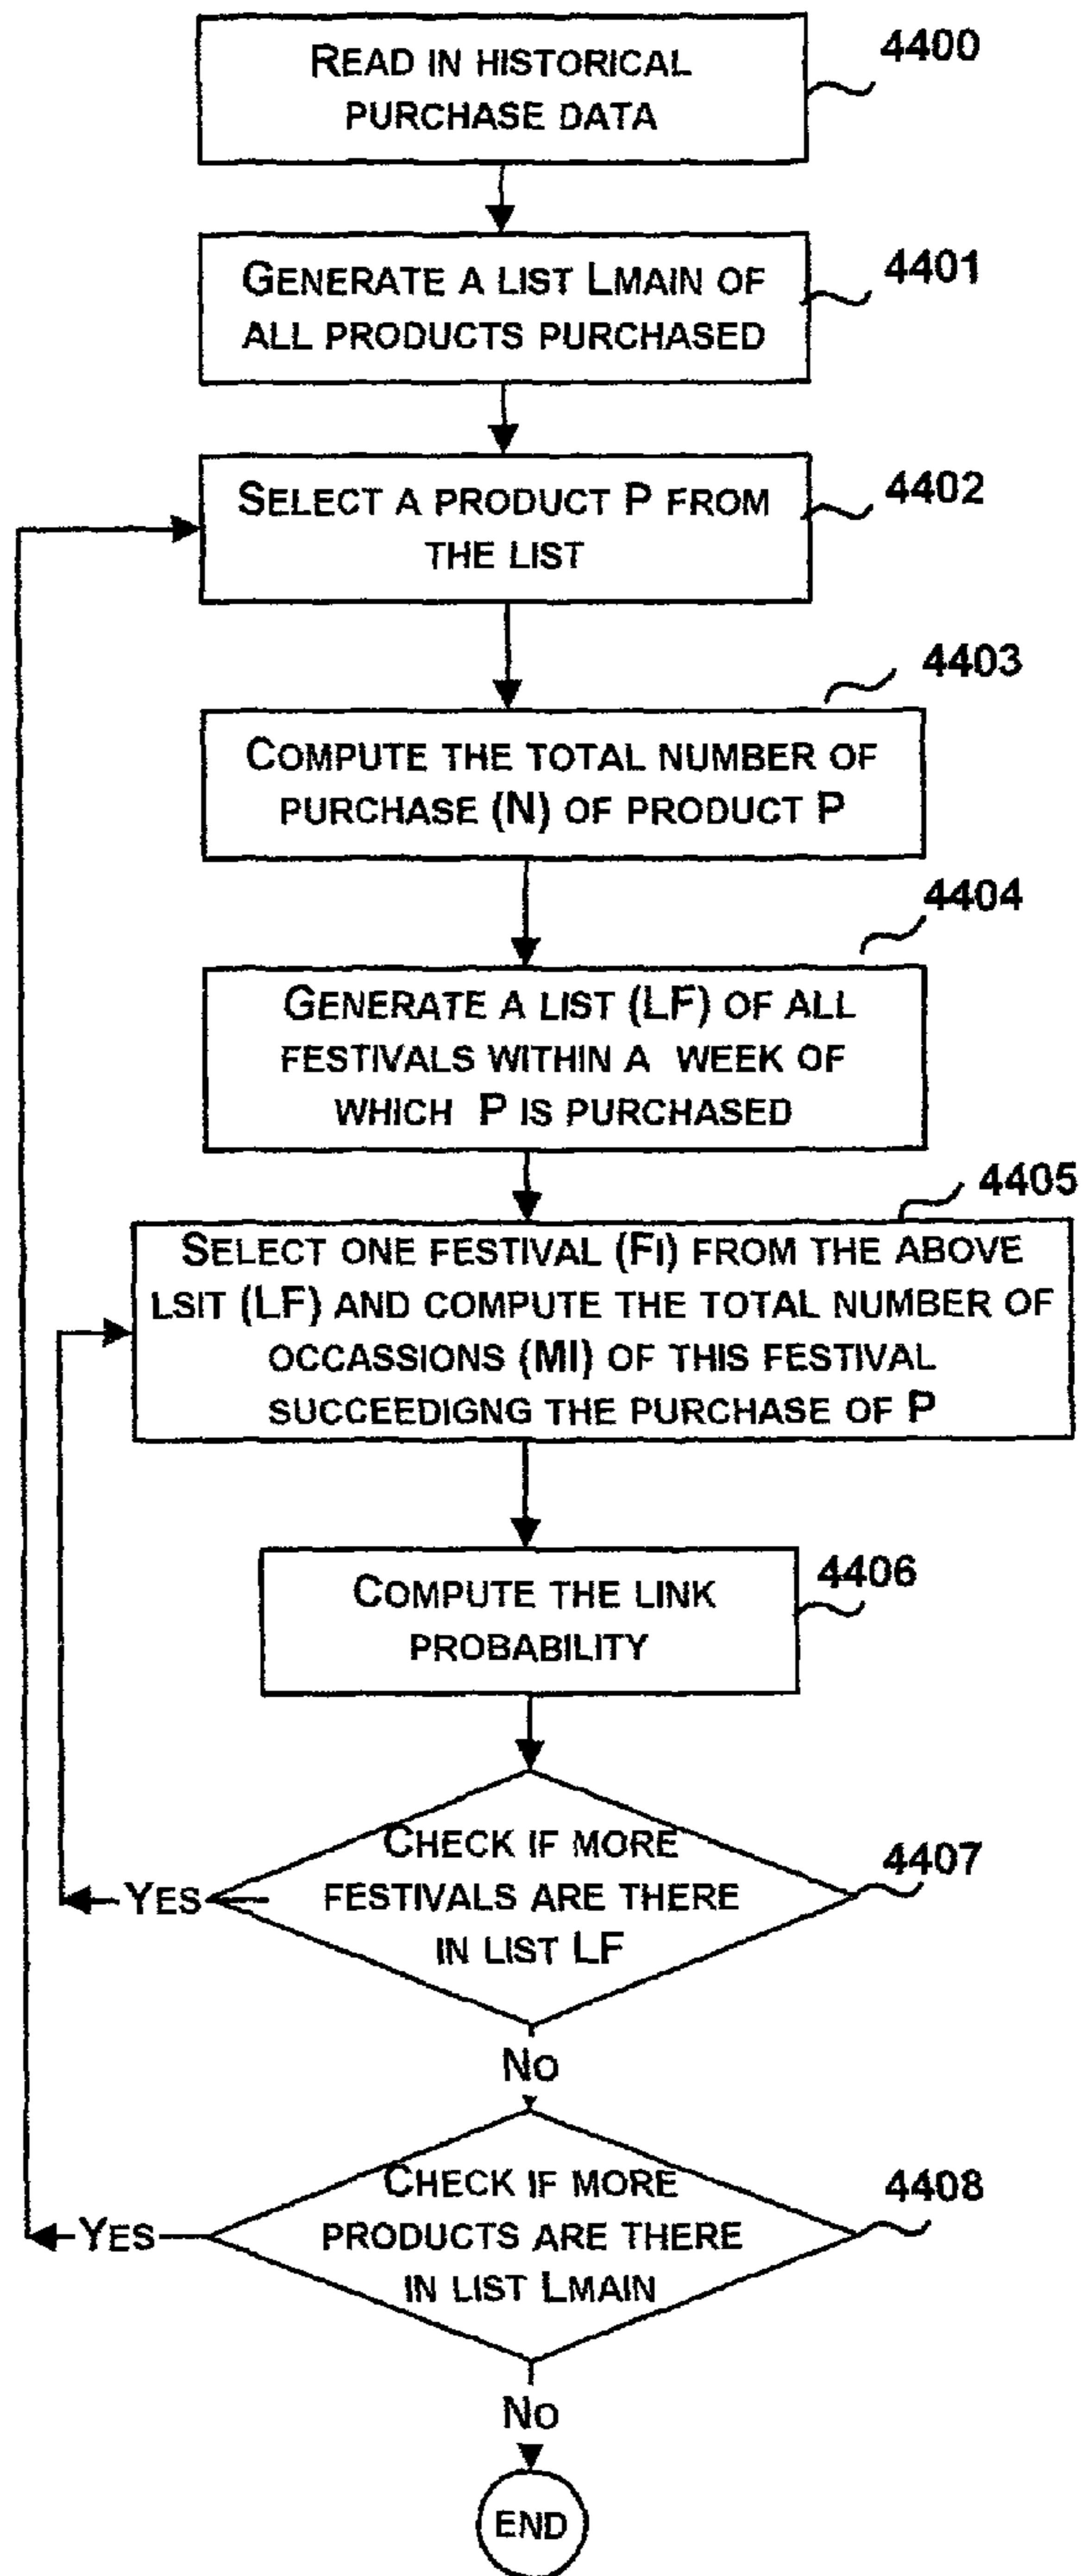 READ IN HISTORICAL
PURCHASE DATA
4400
GENERATE A LIST LMAIN OF
ALL PRODUCTS PURCHASED
4401
SELECT A PRODUCT P FROM
THE LIST
4402
4403
COMPUTE THE TOTAL NUMBER OF
PURCHASE (N) OF PRODUCT P
4404
GENERATE A LIST (LF) OF ALL
FESTIVALS WITHIN A WEEK OF
WHICH P IS PURCHASED
4405
SELECT ONE FESTIVAL (FI) FROM THE ABOVE
LSIT (LF) AND COMPUTE THE TOTAL NUMBER OF
OCCASSIONS (MI) OF THIS FESTIVAL
SUCCEEDIGNG THE PURCHASE OF P
COMPUTE THE LINK
PROBABILITY
4406
CHECK IF MORE
FESTIVALS ARE THERE
IN LIST LF
4407
YES
NO
CHECK IF MORE
PRODUCTS ARE THERE
IN LIST LMAIN
4408
YES
NO
END